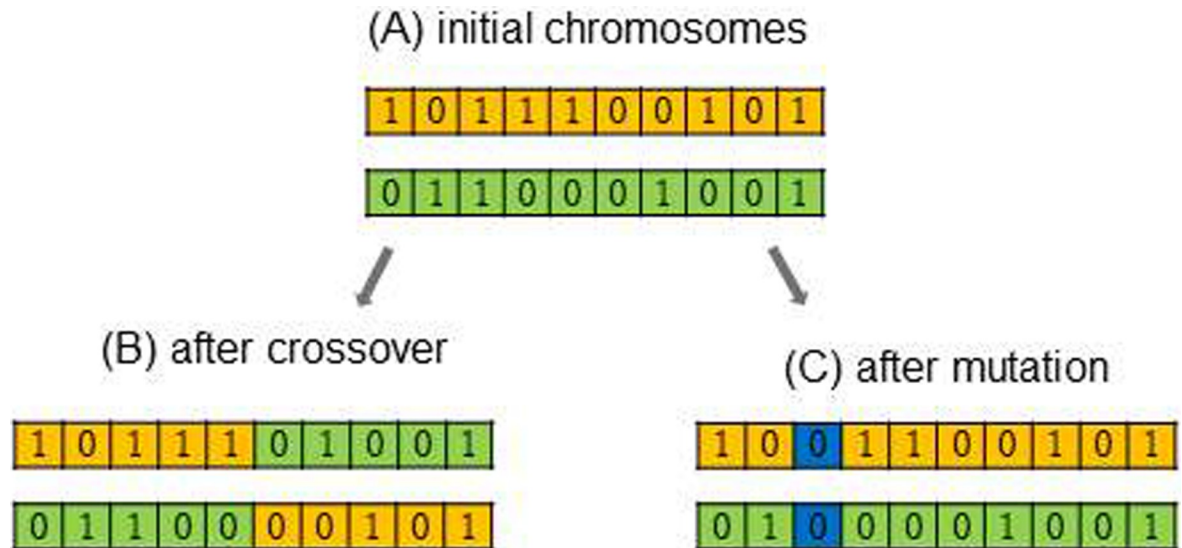 (A) initial chromosomes
1 0 1 1 1 0 0 1 0 1
0 1 1 0 0 0 1 0 0 1
(B) after crossover
1 0 1 1 1 0 1 0 0 1
0 1 1 0 0 0 0 1 0 1
(C) after mutation
1 0 0 1 1 0 0 1 0 1
0 1 0 0 0 0 1 0 0 1